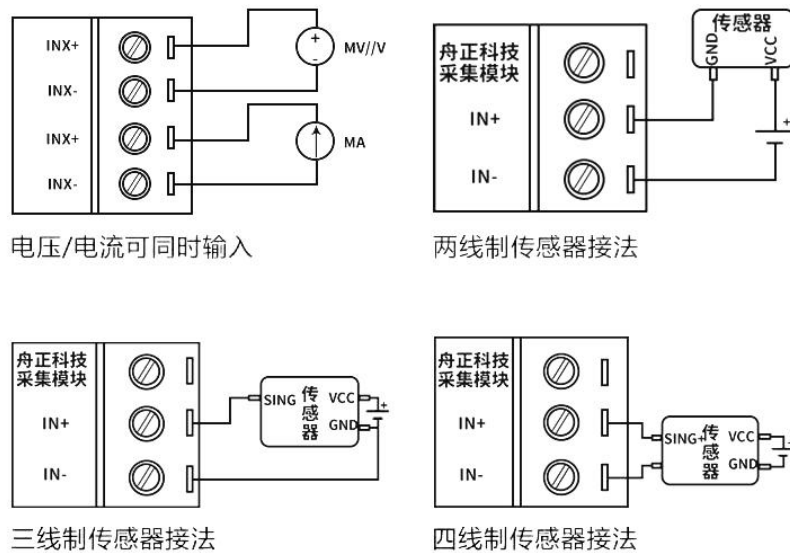 INX+
INX-
INX+
INX-
+
-
MV//V
MA
电压/电流可同时输入
舟正科技
采集模块
IN+
IN-
传感器
GND
VCC
+
两线制传感器接法
舟正科技
采集模块
IN+
IN-
SING
传感器
VCC
GND
+
三线制传感器接法
舟正科技
采集模块
IN+
IN-
SING+
传感器
VCC
GND
+
四线制传感器接法